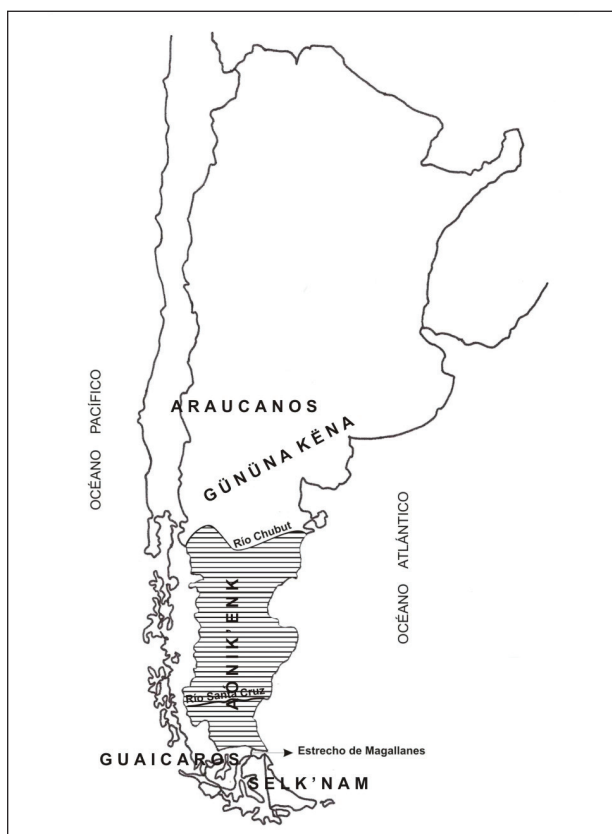 ARAUCANOS
OCÉANO PACÍFICO
GÜNÜNA KËNA
OCÉANO ATLÁNTICO
Río Chubut
AÓNIK'ENK
Río Santa Cruz
Estrecho de Magallanes
GUAICAROS
SELK'NAM